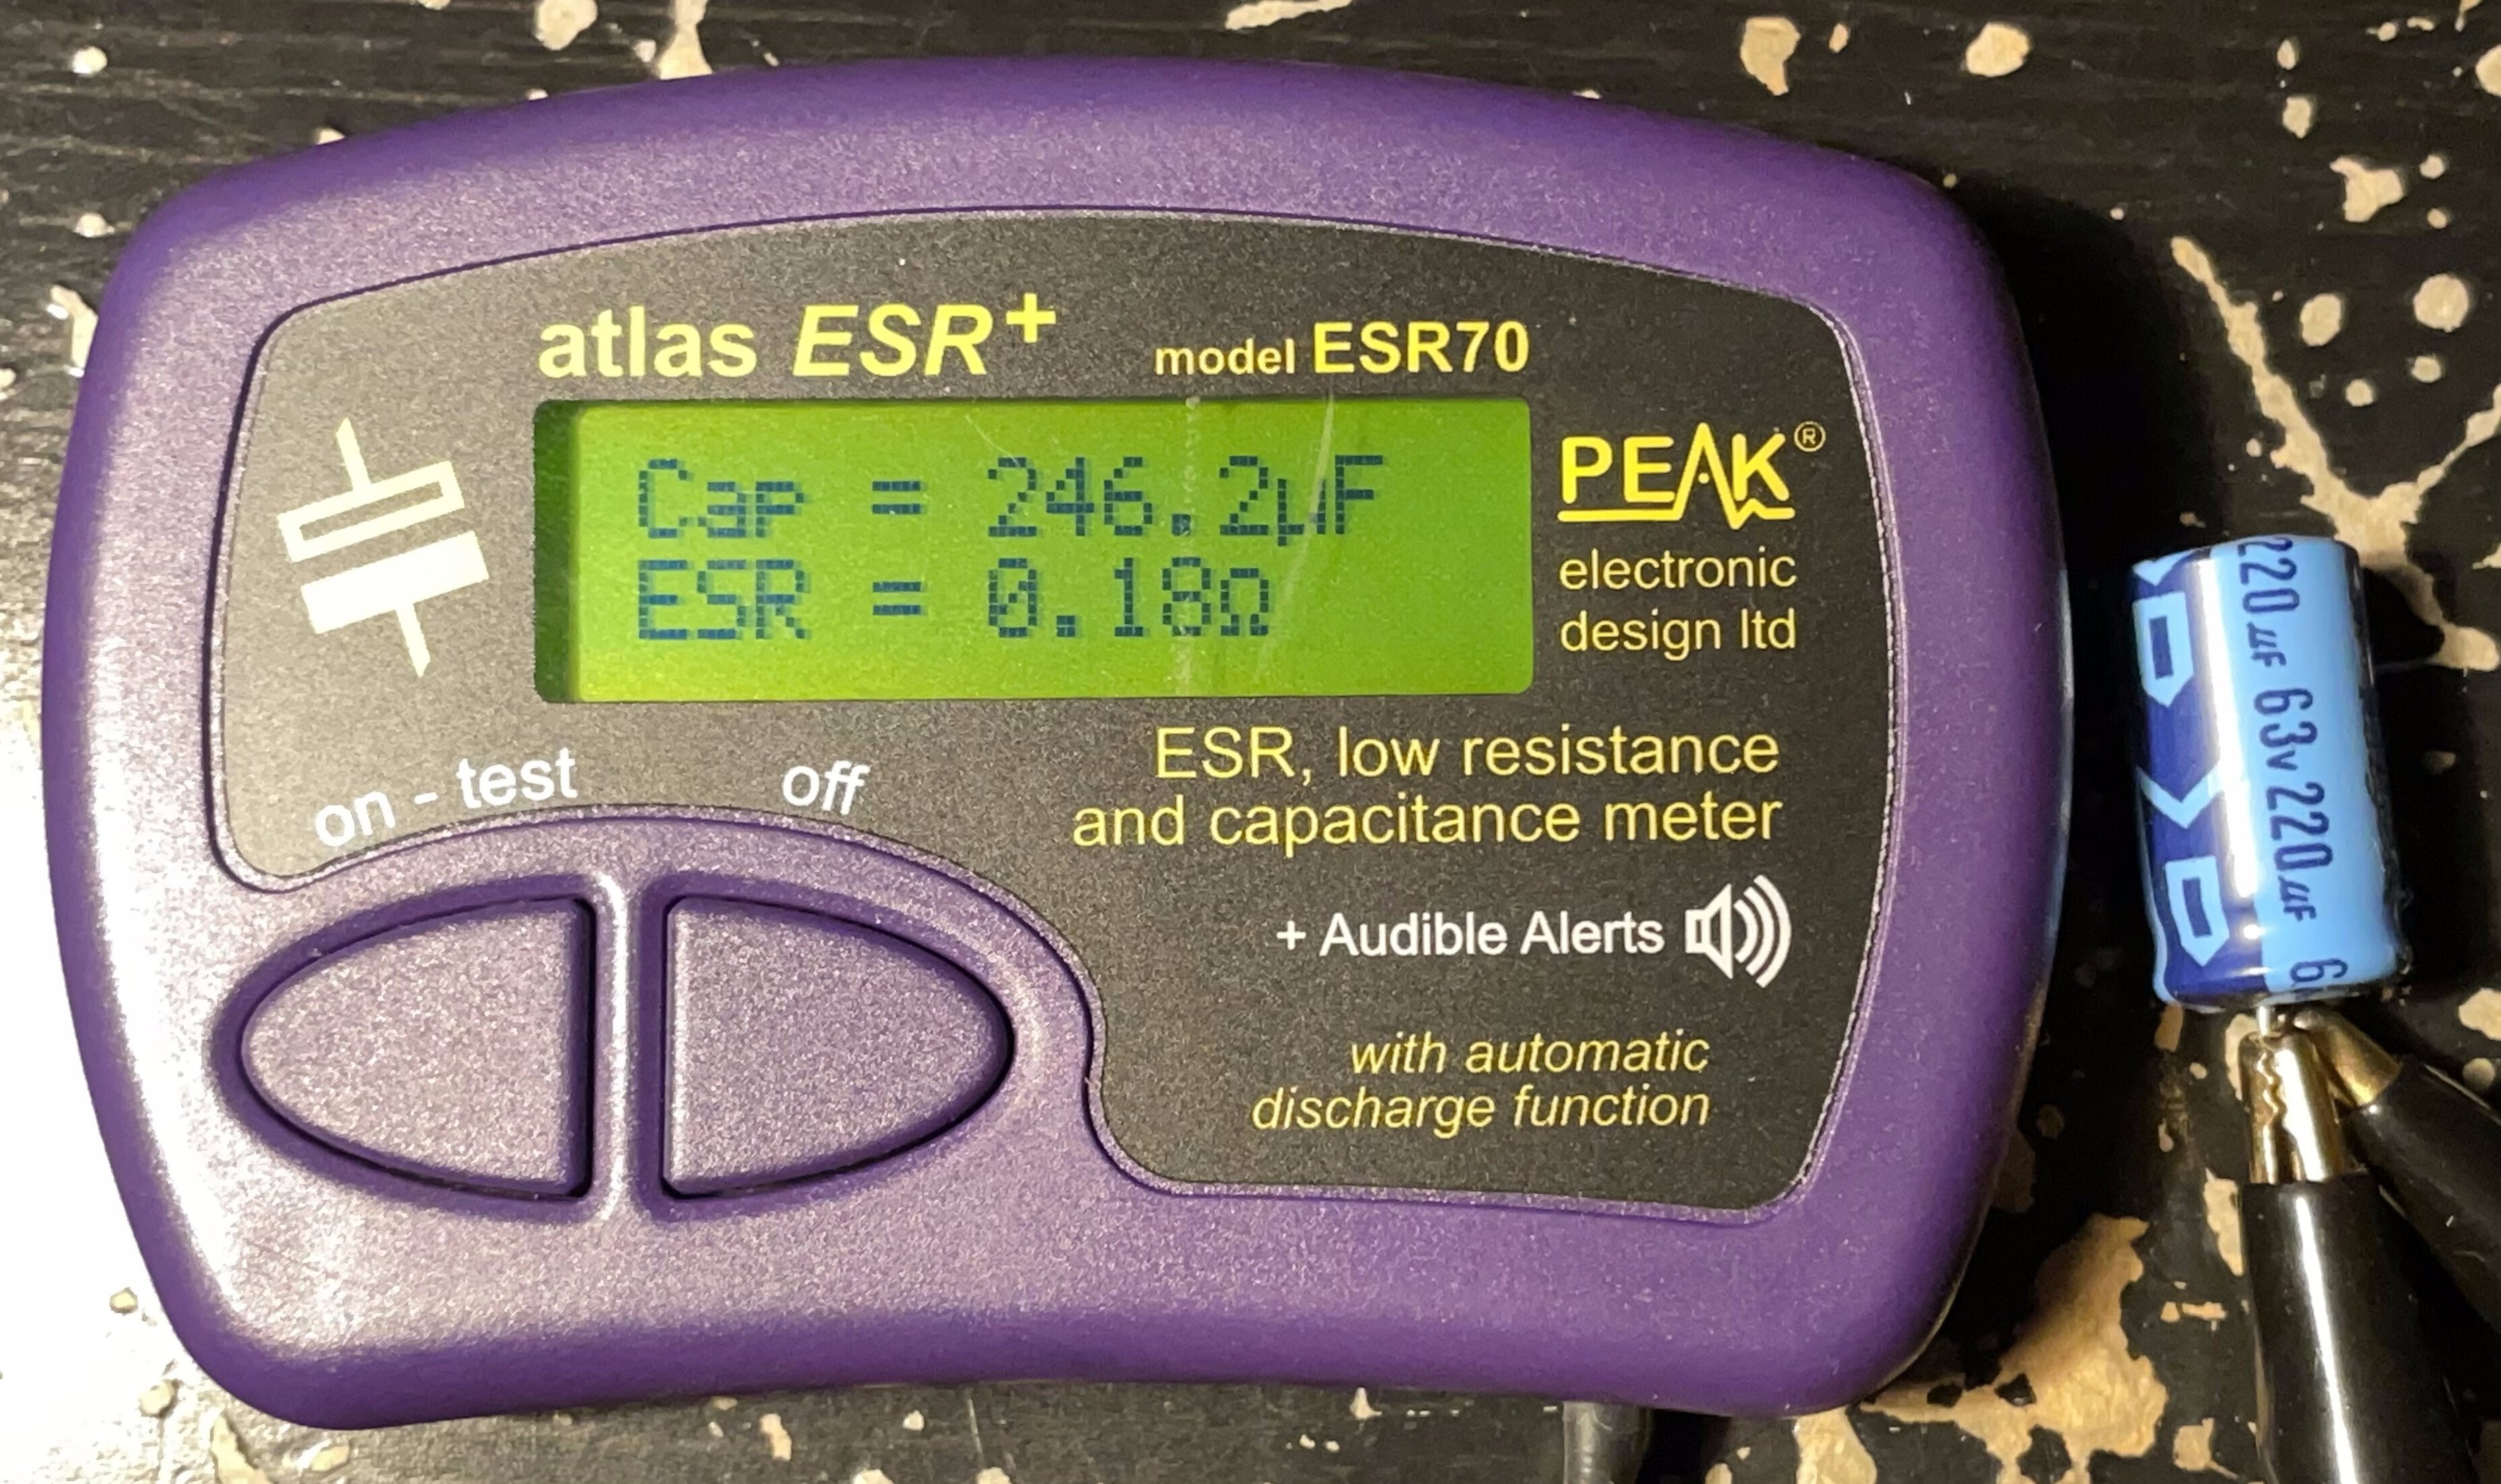 atlas ESR+ model ESR70
Cap = 246.2µF
ESR = 0.18Ω
PEAK®
electronic
design ltd
on - test
off
ESR, low resistance
and capacitance meter
+ Audible Alerts
with automatic
discharge function
220µF 63v 220µF 6